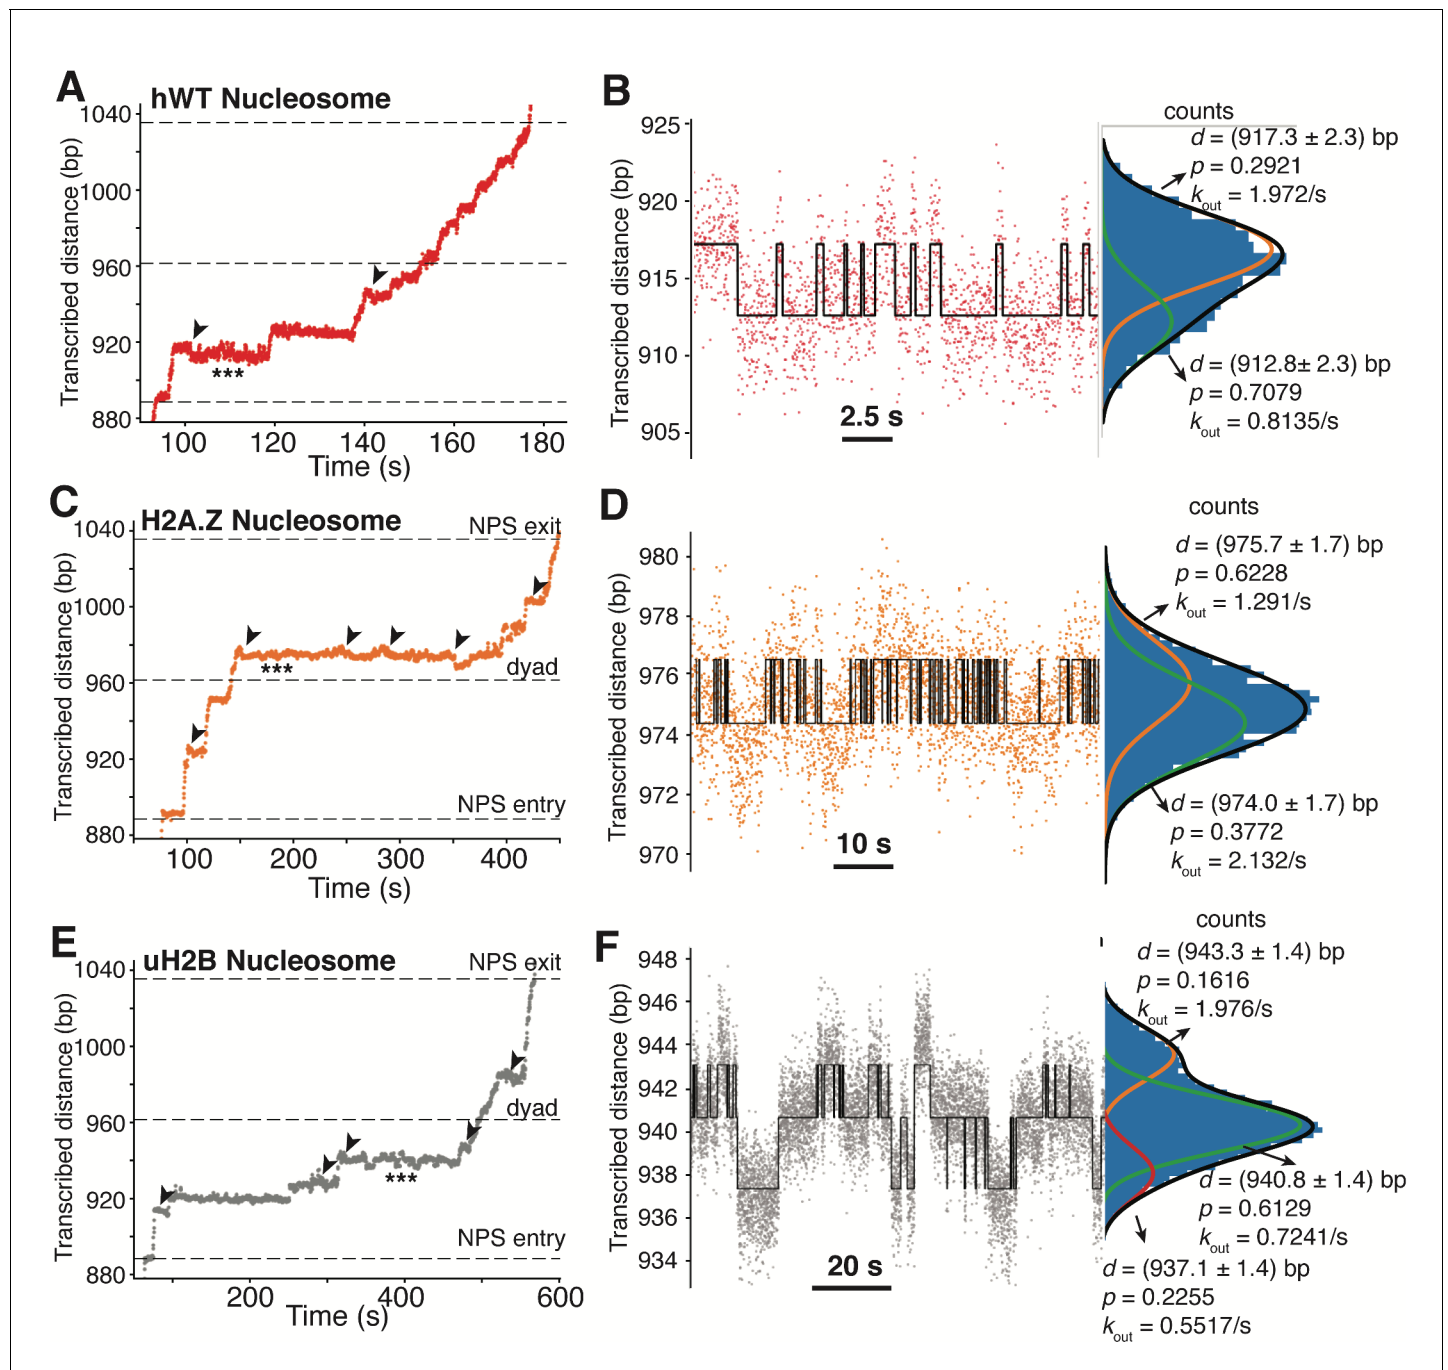 A
hWT Nucleosome
Transcribed distance (bp)
1040
1000
960
920
880
***
100
120
140
160
180
Time (s)
B
Transcribed distance (bp)
925
920
915
910
905
2.5 s
counts
d = (917.3 ± 2.3) bp
p = 0.2921
kout = 1.972/s
d = (912.8± 2.3) bp
p = 0.7079
kout = 0.8135/s
C
H2A.Z Nucleosome
NPS exit
Transcribed distance (bp)
1040
1000
960
920
880
***
dyad
NPS entry
100
200
300
400
Time (s)
D
Transcribed distance (bp)
980
978
976
974
972
970
10 s
counts
d = (975.7 ± 1.7) bp
p = 0.6228
kout = 1.291/s
d = (974.0 ± 1.7) bp
p = 0.3772
kout = 2.132/s
E
uH2B Nucleosome
NPS exit
Transcribed distance (bp)
1040
1000
960
920
880
dyad
***
NPS entry
200
400
600
Time (s)
F
Transcribed distance (bp)
948
946
944
942
940
938
936
934
20 s
counts
d = (943.3 ± 1.4) bp
p = 0.1616
kout = 1.976/s
d = (940.8 ± 1.4) bp
p = 0.6129
kout = 0.7241/s
d = (937.1 ± 1.4) bp
p = 0.2255
kout = 0.5517/s